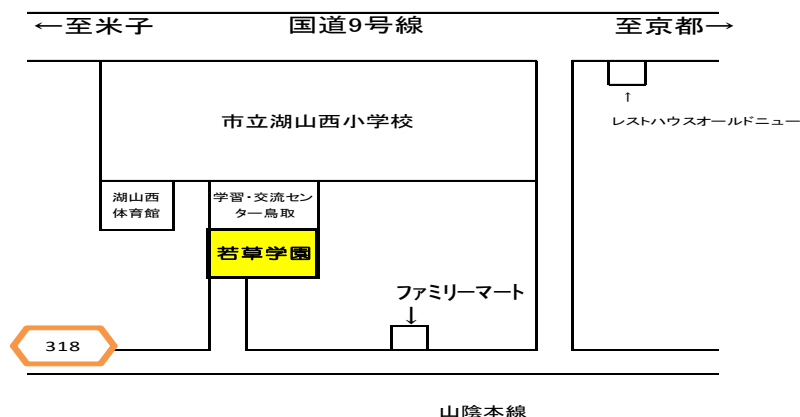 ←至米子 国道9号線 至京都→
↑
レストハウスオールドニュー
市立湖山西小学校
湖山西
体育館
学習・交流セン
ター鳥取
若草学園
ファミリーマート
↓
318
山陰本線